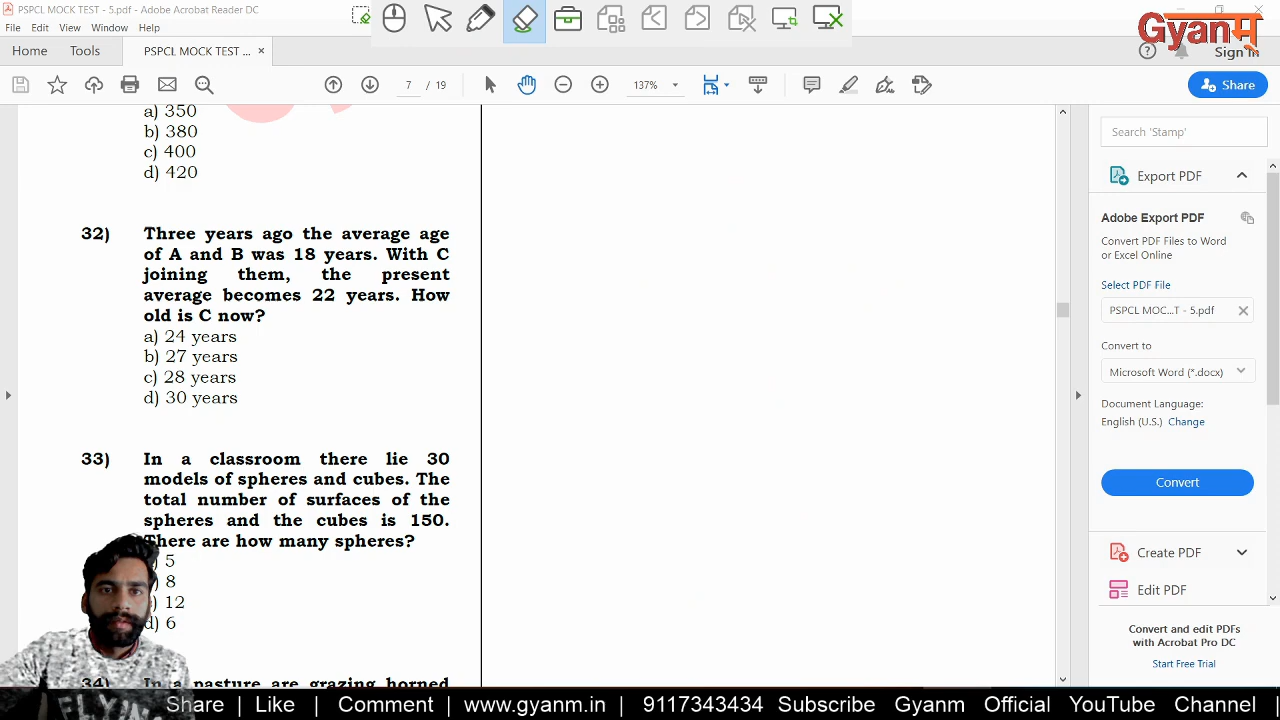 PSPCL MOCK TEST - 5.pdf - Adobe Acrobat Reader DC
File Edit View Window Help
Gyanम्
Home Tools PSPCL MOCK TEST ... × Sign In
7 / 19 137% Share
a) 350
b) 380
c) 400
d) 420
32) Three years ago the average age
of A and B was 18 years. With C
joining them, the present
average becomes 22 years. How
old is C now?
a) 24 years
b) 27 years
c) 28 years
d) 30 years
33) In a classroom there lie 30
models of spheres and cubes. The
total number of surfaces of the
spheres and the cubes is 150.
There are how many spheres?
) 5
) 8
) 12
d) 6
34) In a pasture are grazing horned
Search 'Stamp'
Export PDF
Adobe Export PDF
Convert PDF Files to Word
or Excel Online
Select PDF File
PSPCL MOC...T - 5.pdf
Convert to
Microsoft Word (*.docx)
Document Language:
English (U.S.) Change
Convert
Create PDF
Edit PDF
Convert and edit PDFs
with Acrobat Pro DC
Start Free Trial
FLYIN
Share | Like | Comment | www.gyanm.in | 9117343434 Subscribe Gyanm Official YouTube Channel